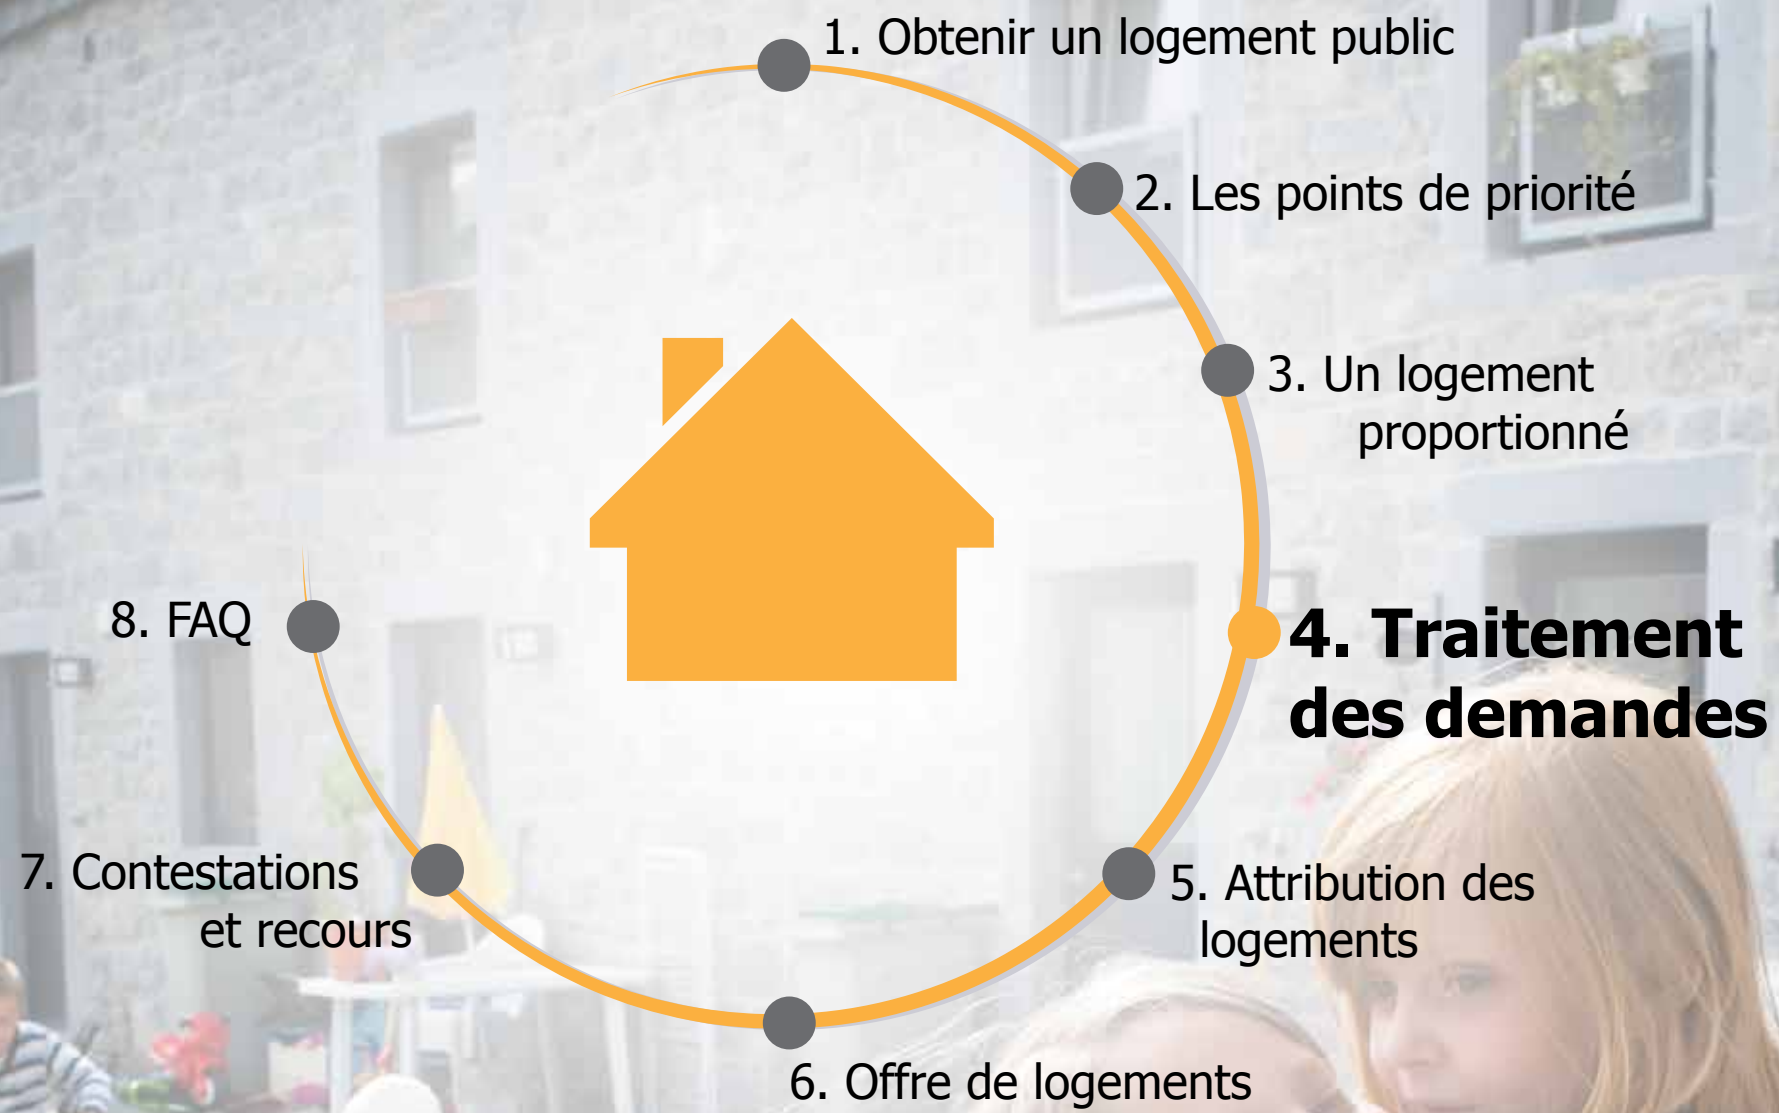 1. Obtenir un logement public
2. Les points de priorité
3. Un logement
proportionné
4. Traitement
des demandes
5. Attribution des
logements
6. Offre de logements
7. Contestations
et recours
8. FAQ